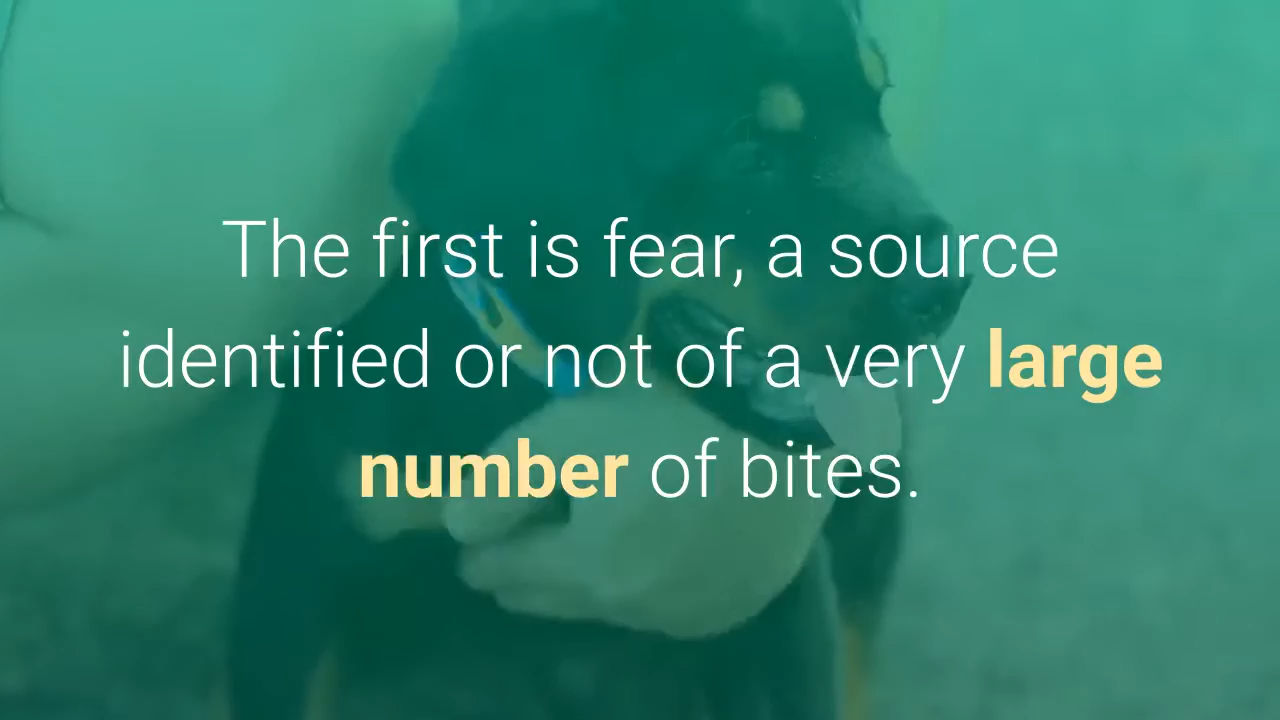 The first is fear, a source
identified or not of a very large
number of bites.